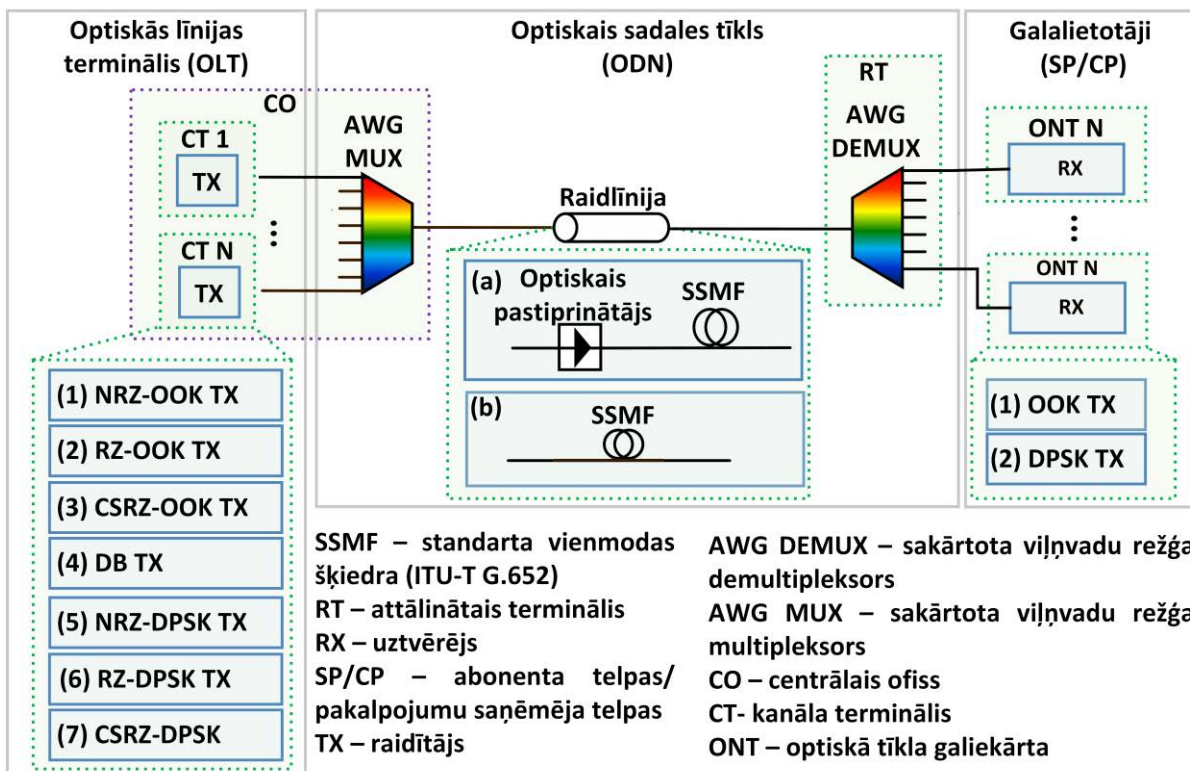 Optiskās līnijas
terminālis (OLT)
CO
CT 1
TX
CT N
TX
AWG
MUX
(1) NRZ-OOK TX
(2) RZ-OOK TX
(3) CSRZ-OOK TX
(4) DB TX
(5) NRZ-DPSK TX
(6) RZ-DPSK TX
(7) CSRZ-DPSK
Optiskais sadales tīkls
(ODN)
Raidlīnija
(a) Optiskais
pastiprinātājs
SSMF
(b)
SSMF
RT
AWG
DEMUX
Galalietotāji
(SP/CP)
ONT N
RX
ONT N
RX
(1) OOK TX
(2) DPSK TX
SSMF – standarta vienmodas
šķiedra (ITU-T G.652)
RT – attālinātais terminālis
RX – uztvērējs
SP/CP – abonenta telpas/
pakalpojumu saņēmēja telpas
TX – raidītājs
AWG DEMUX – sakārtota viļņvadu režģa
demultipleksors
AWG MUX – sakārtota viļņvadu režģa
multipleksors
CO – centrālais ofiss
CT- kanāla terminālis
ONT – optiskā tīkla galiekārta